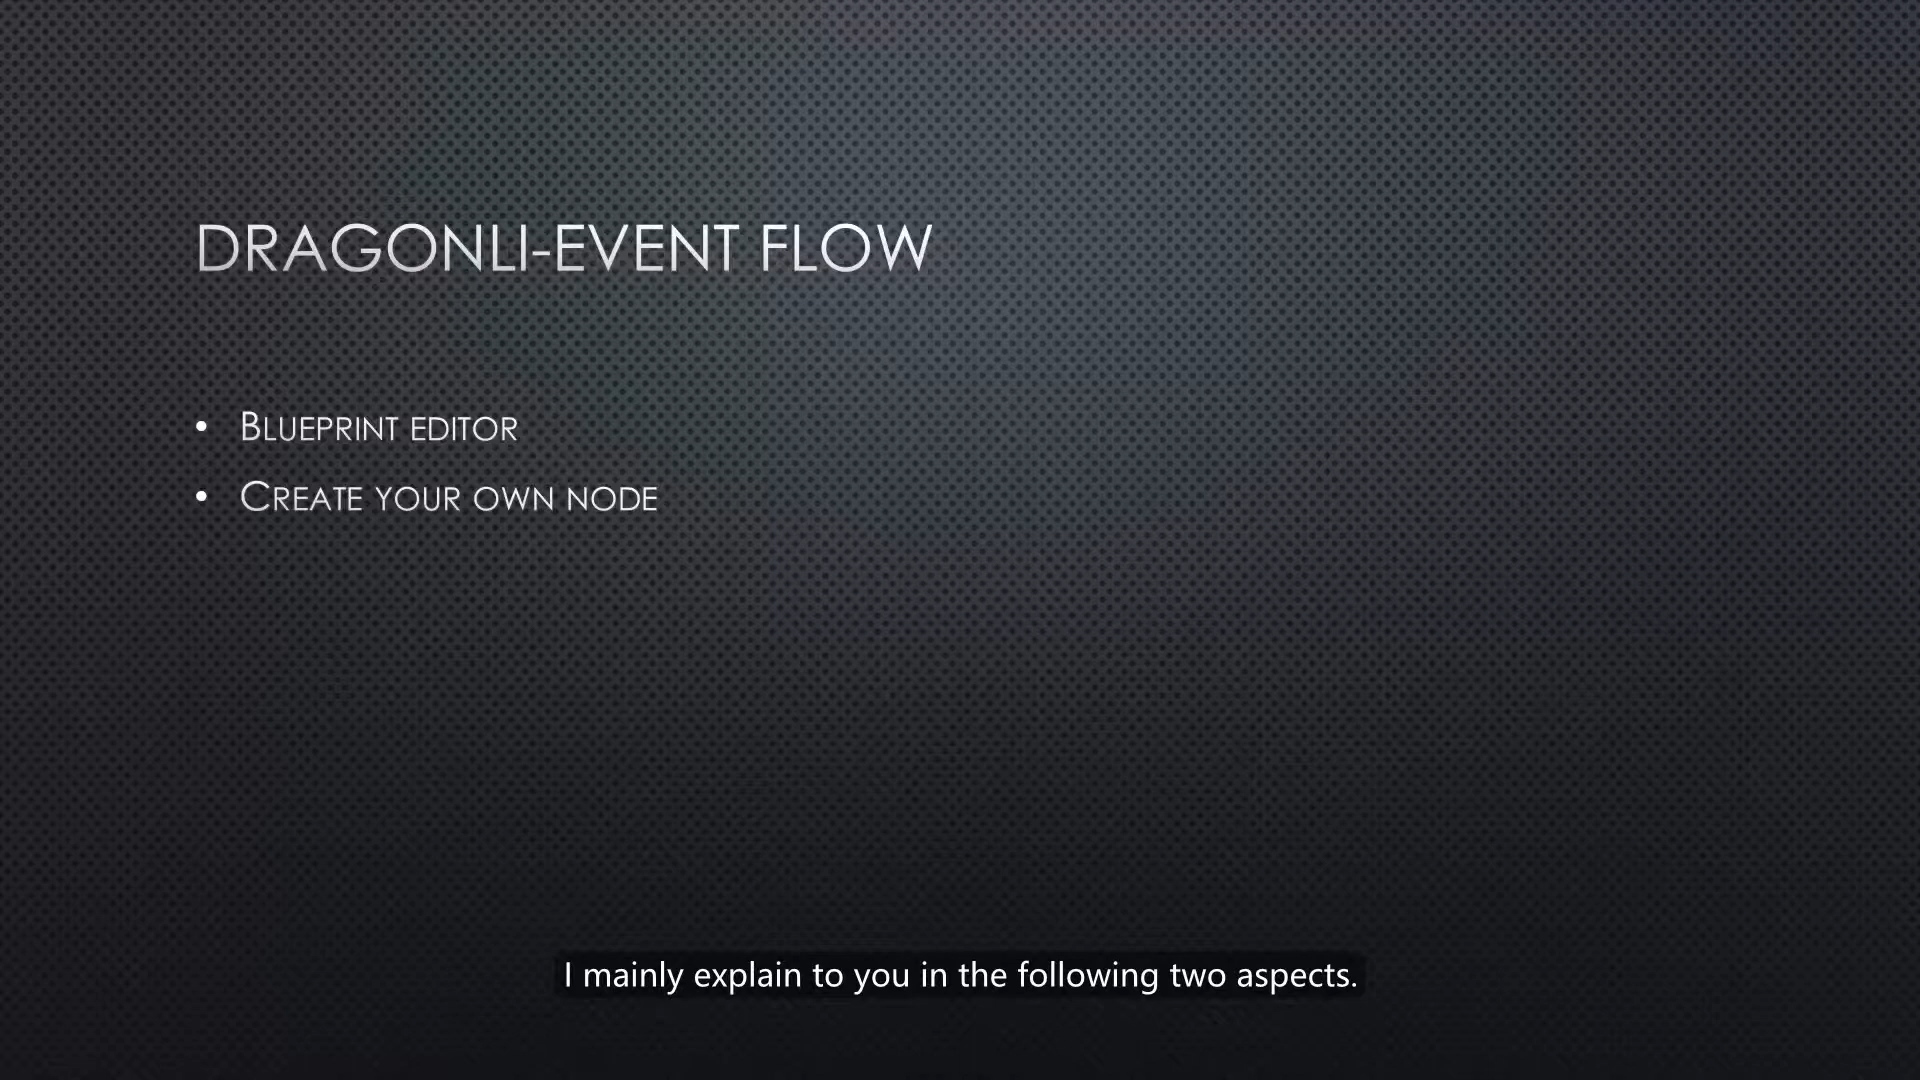 DRAGONLI-EVENT FLOW
• BLUEPRINT EDITOR
• CREATE YOUR OWN NODE
I mainly explain to you in the following two aspects.